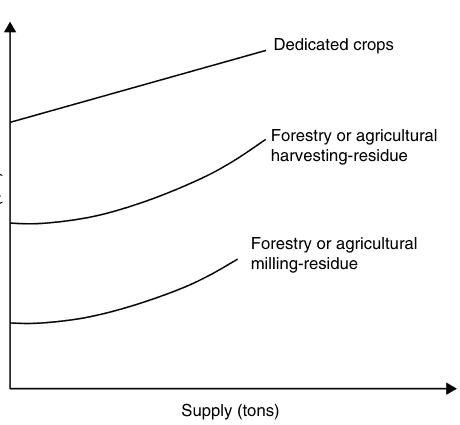 Dedicated crops
Forestry or agricultural
harvesting-residue
Forestry or agricultural
milling-residue
Supply (tons)